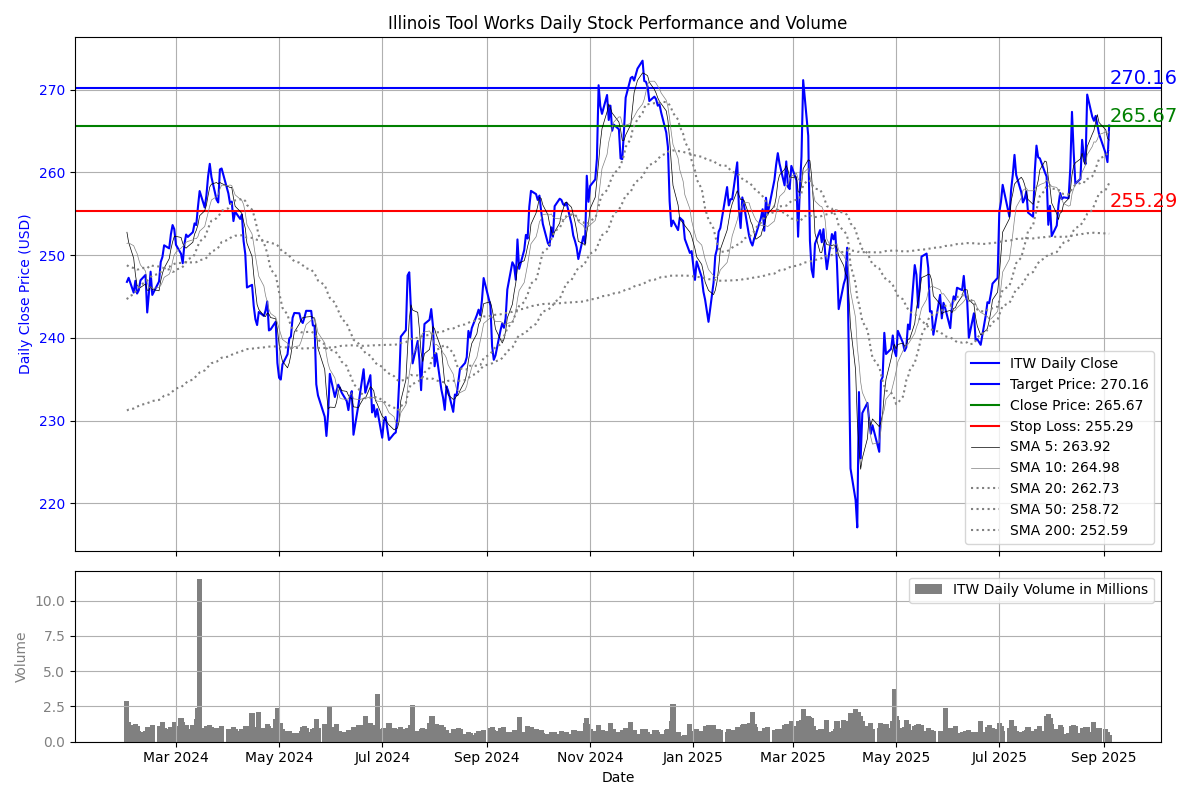 Illinois Tool Works Daily Stock Performance and Volume
Daily Close Price (USD)
270
260
250
240
230
220
270.16
265.67
255.29
ITW Daily Close
Target Price: 270.16
Close Price: 265.67
Stop Loss: 255.29
SMA 5: 263.92
SMA 10: 264.98
SMA 20: 262.73
SMA 50: 258.72
SMA 200: 252.59
Volume
10.0
7.5
5.0
2.5
0.0
ITW Daily Volume in Millions
Mar 2024
May 2024
Jul 2024
Sep 2024
Nov 2024
Jan 2025
Mar 2025
May 2025
Jul 2025
Sep 2025
Date